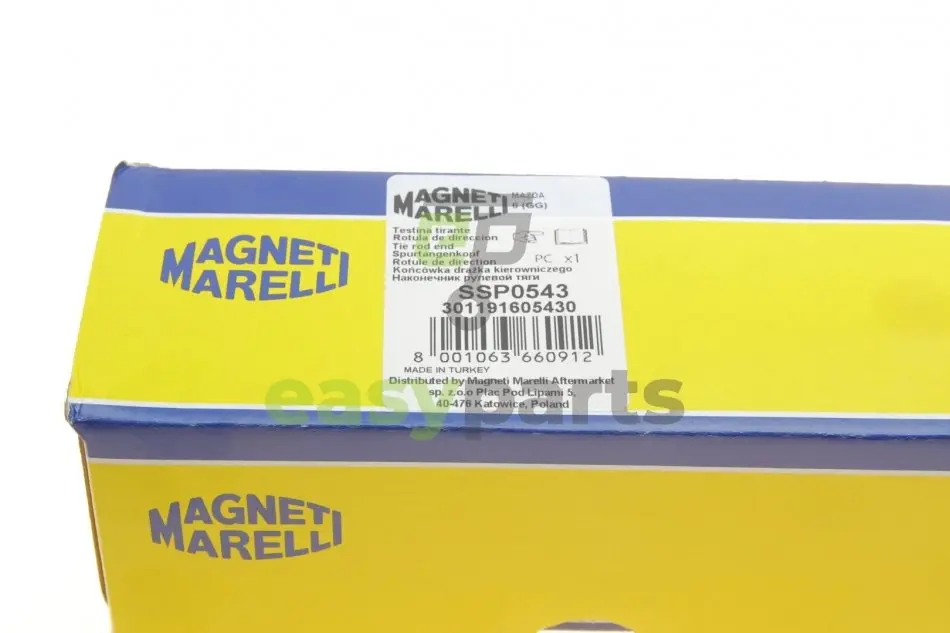 MAGNETI
MARELLI
MAGNETI
MARELLI
MAZDA
6 (GG)
Testina tirante
Rotula de direccion
Tie rod end
Spurtangenkopf
Rotule de direction
Końcówka drążka kierowniczego
Наконечник рулевой тяги
PC x1
SSP0543
301191605430
8 001063 660912
MADE IN TURKEY
Distributed by Magneti Marelli Aftermarket
sp. z.o.o Plac Pod Lipami 5,
40-476 Katowice, Poland
easyparts
MAGNETI
MARELLI